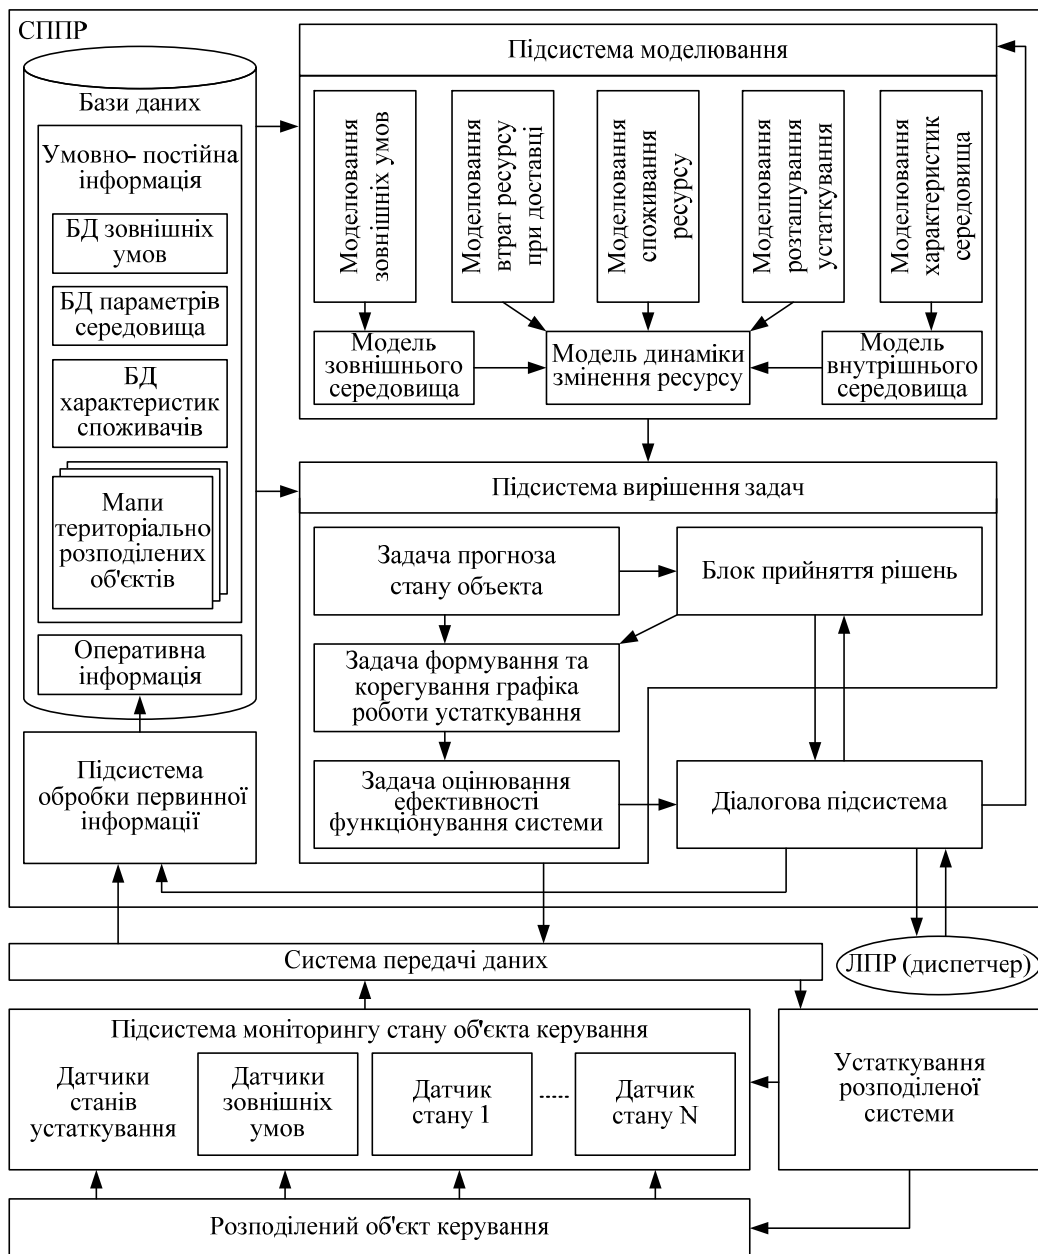 СППР
Бази даних
Умовно- постійна
інформація
БД зовнішніх
умов
БД параметрів
середовища
БД
характеристик
споживачів
Мапи
територіально
розподілених
об'єктів
Оперативна
інформація
Підсистема
обробки первинної
інформації
Підсистема моделювання
Моделювання
зовнішніх умов
Моделювання
втрат ресурсу
при доставці
Моделювання
споживання
ресурсу
Моделювання
розташування
устаткування
Моделювання
характеристик
середовища
Модель
зовнішнього
середовища
Модель динаміки
змінення ресурсу
Модель
внутрішнього
середовища
Підсистема вирішення задач
Задача прогноза
стану объекта
Блок прийняття рішень
Задача формування та
корегування графіка
роботи устаткування
Задача оцінювання
ефективності
функціонування системи
Діалогова підсистема
Система передачі даних
ЛПР (диспетчер)
Підсистема моніторингу стану об'єкта керування
Датчики
станів
устаткування
Датчики
зовнішніх
умов
Датчик
стану 1
.....
Датчик
стану N
Устаткування
розподіленої
системи
Розподілений об'єкт керування